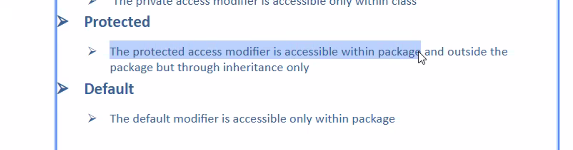 The private access modifier is accessible only within class
Protected
The protected access modifier is accessible within package and outside the
package but through inheritance only
Default
The default modifier is accessible only within package